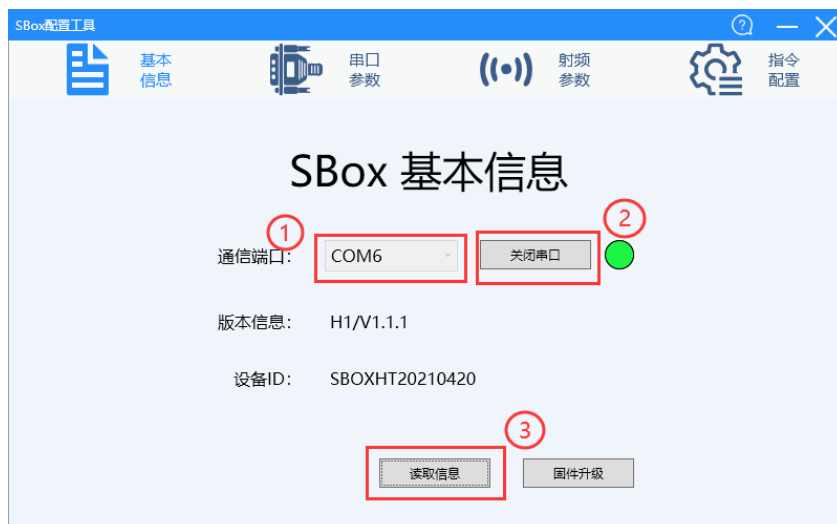 SBox配置工具
基本
信息
串口
参数
射频
参数
指令
配置
SBox 基本信息
① ②
通信端口： COM6 关闭串口
版本信息： H1/V1.1.1
设备ID： SBOXHT20210420
③
读取信息 固件升级